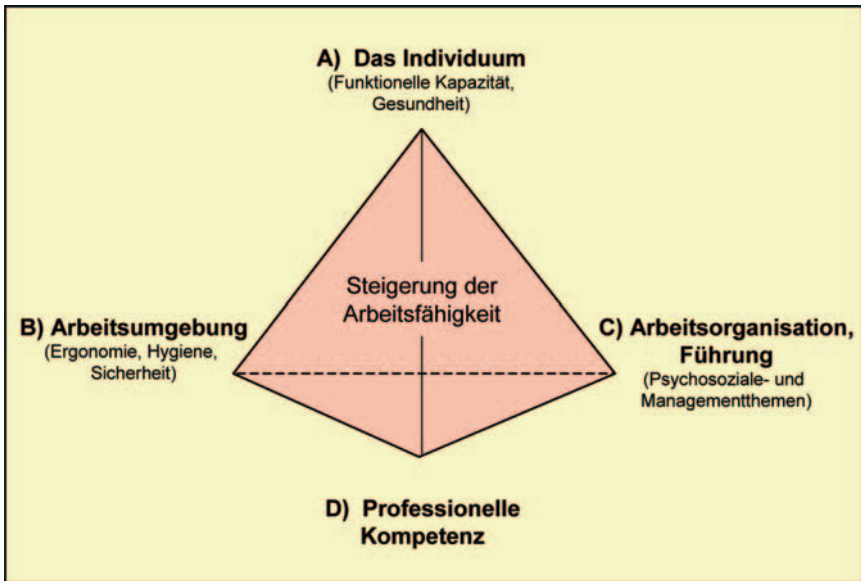 A) Das Individuum
(Funktionelle Kapazität,
Gesundheit)
Steigerung der
Arbeitsfähigkeit
B) Arbeitsumgebung
(Ergonomie, Hygiene,
Sicherheit)
C) Arbeitsorganisation,
Führung
(Psychosoziale- und
Managementthemen)
D) Professionelle
Kompetenz